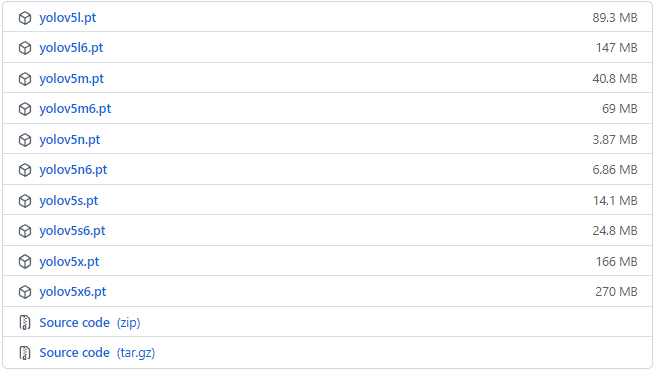 yolov5l.pt 89.3 MB
yolov5l6.pt 147 MB
yolov5m.pt 40.8 MB
yolov5m6.pt 69 MB
yolov5n.pt 3.87 MB
yolov5n6.pt 6.86 MB
yolov5s.pt 14.1 MB
yolov5s6.pt 24.8 MB
yolov5x.pt 166 MB
yolov5x6.pt 270 MB
Source code (zip)
Source code (tar.gz)